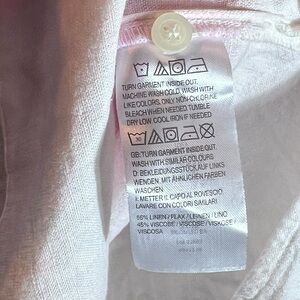 TURN GARMENT INSIDE OUT.
MACHINE WASH COLD. WASH WITH
LIKE COLORS. ONLY NON-CHLORINE
BLEACH WHEN NEEDED. TUMBLE
DRY LOW. COOL IRON IF NEEDED
GB: TURN GARMENT INSIDE OUT.
WASH WITH SIMILAR COLOURS
D: BEKLEIDUNGSSTÜCK AUF LINKS
WENDEN. MIT ÄHNLICHEN FARBEN
WASCHEN
I: METTERE IL CAPO AL ROVESCIO
LAVARE CON COLORI SIMILARI.
55% LINEN / FLAX / LEINEN / LINO
45% VISCOSE / VISKOSE /
VISCOSA